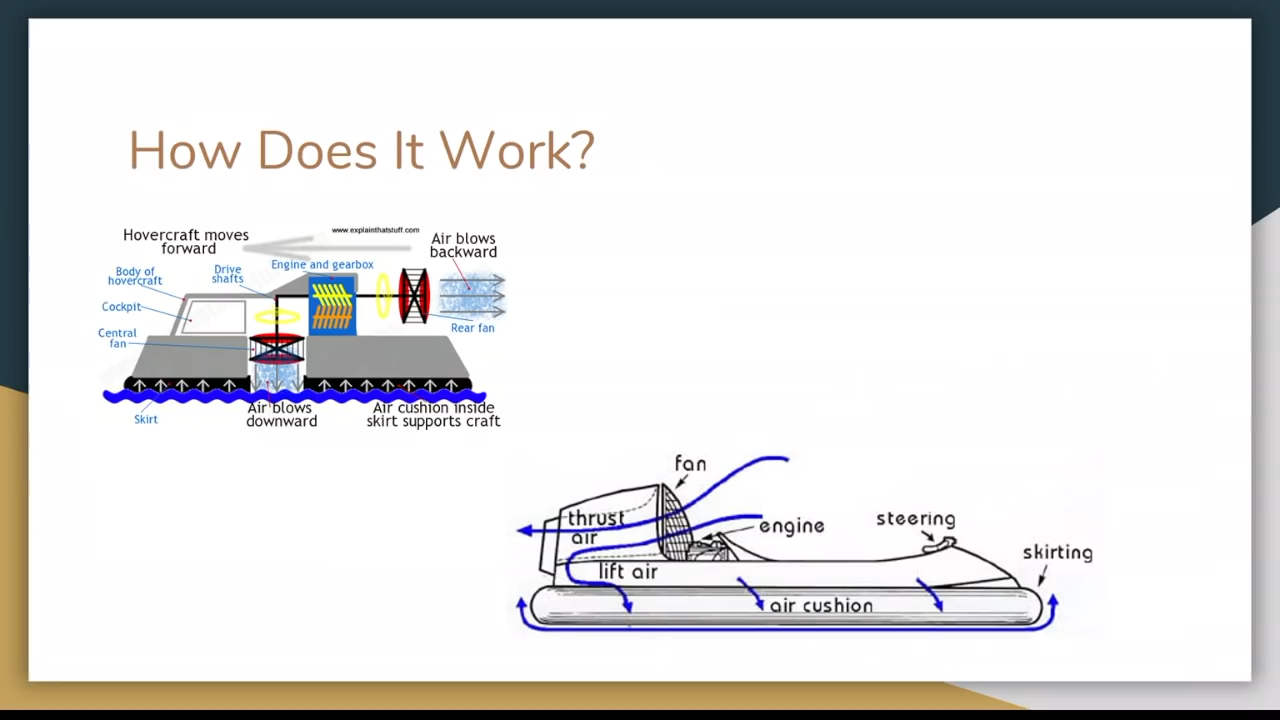 How Does It Work?
Hovercraft moves
forward
www.explainthatstuff.com
Air blows
backward
Body of
hovercraft
Drive
shafts
Engine and gearbox
Cockpit
Central
fan
Rear fan
Skirt
Air blows
downward
Air cushion inside
skirt supports craft
fan
thrust
air
engine
steering
skirting
lift air
air cushion